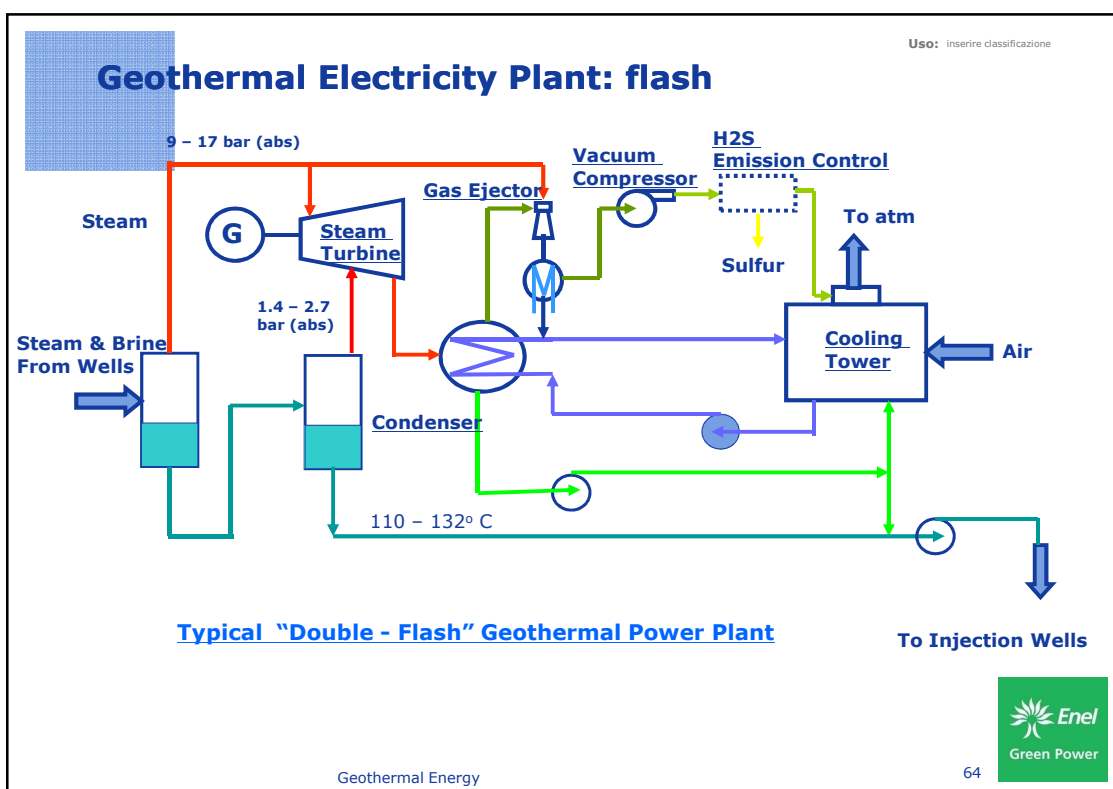 Uso: inserire classificazione
Geothermal Electricity Plant: flash
9 – 17 bar (abs)
H2S
Emission Control
Vacuum
Compressor
Gas Ejector
Steam
G
Steam
Turbine
To atm
Sulfur
1.4 – 2.7
bar (abs)
Steam & Brine
From Wells
Cooling
Tower
Air
Condenser
110 – 132º C
Typical "Double - Flash" Geothermal Power Plant
To Injection Wells
Enel
Green Power
Geothermal Energy
64